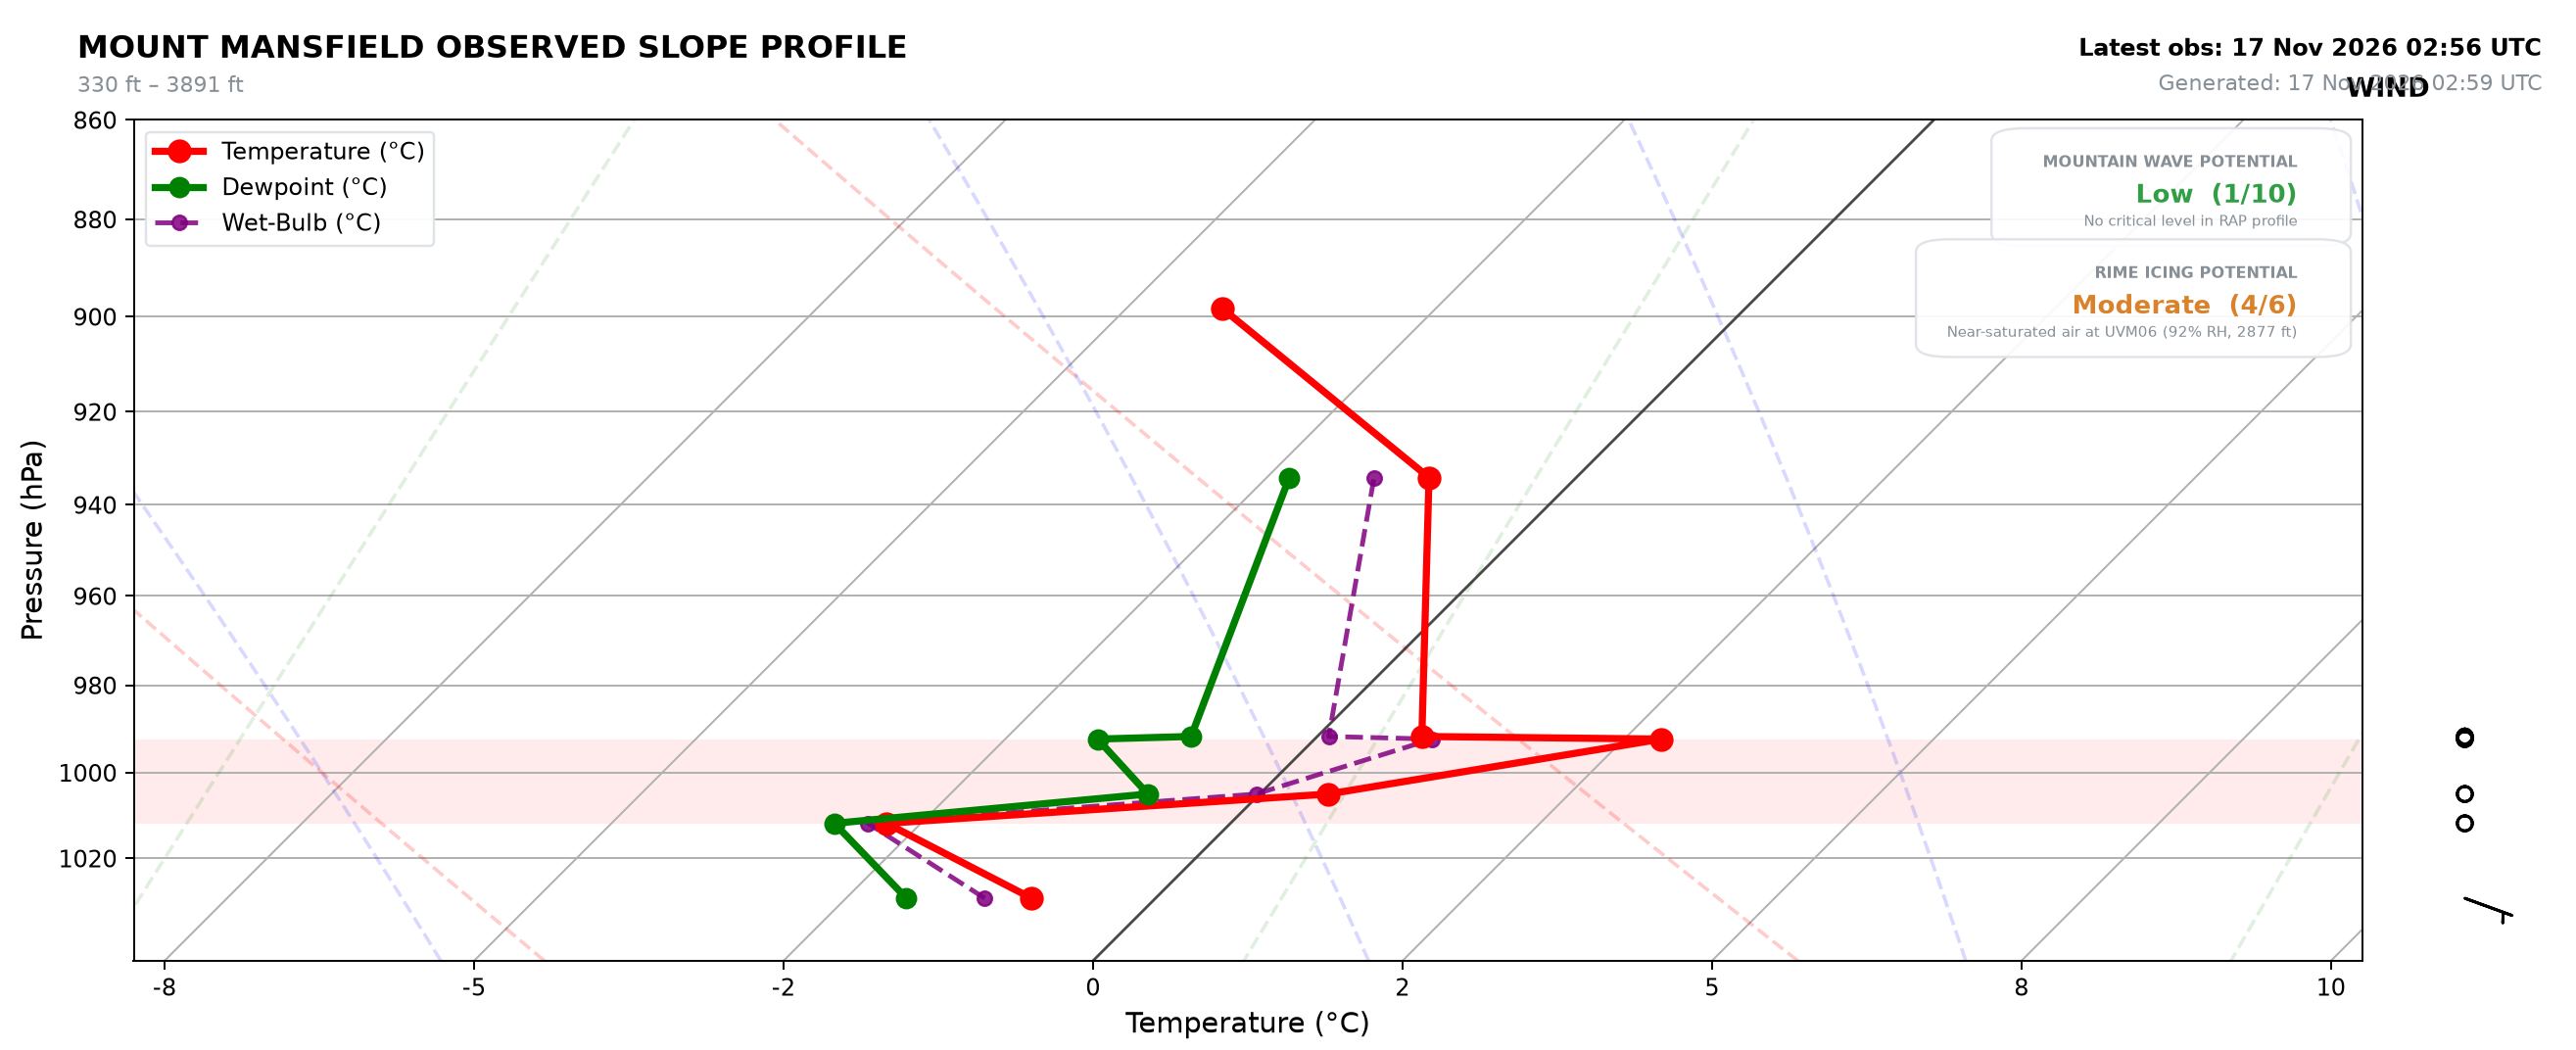 MOUNT MANSFIELD OBSERVED SLOPE PROFILE
330 ft – 3891 ft
Latest obs: 17 Nov 2026 02:56 UTC
Generated: 17 Nov 2026 02:59 UTC
WIND
Temperature (°C)
Dewpoint (°C)
Wet-Bulb (°C)
MOUNTAIN WAVE POTENTIAL
Low (1/10)
No critical level in RAP profile
RIME ICING POTENTIAL
Moderate (4/6)
Near-saturated air at UVM06 (92% RH, 2877 ft)
Pressure (hPa)
860
880
900
920
940
960
980
1000
1020
-8
-5
-2
0
2
5
8
10
Temperature (°C)